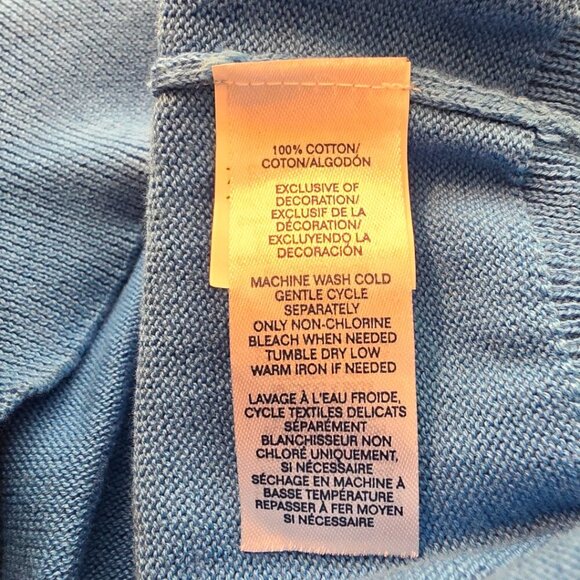 100% COTTON/
COTON/ALGODÓN
EXCLUSIVE OF
DECORATION/
EXCLUSIF DE LA
DÉCORATION/
EXCLUYENDO LA
DECORACIÓN
MACHINE WASH COLD
GENTLE CYCLE
SEPARATELY
ONLY NON-CHLORINE
BLEACH WHEN NEEDED
TUMBLE DRY LOW
WARM IRON IF NEEDED
LAVAGE À L'EAU FROIDE,
CYCLE TEXTILES DELICATS
SÉPARÉMENT
BLANCHISSEUR NON
CHLORÉ UNIQUEMENT,
SI NÉCESSAIRE
SÉCHAGE EN MACHINE À
BASSE TEMPÉRATURE
REPASSER À FER MOYEN
SI NÉCESSAIRE